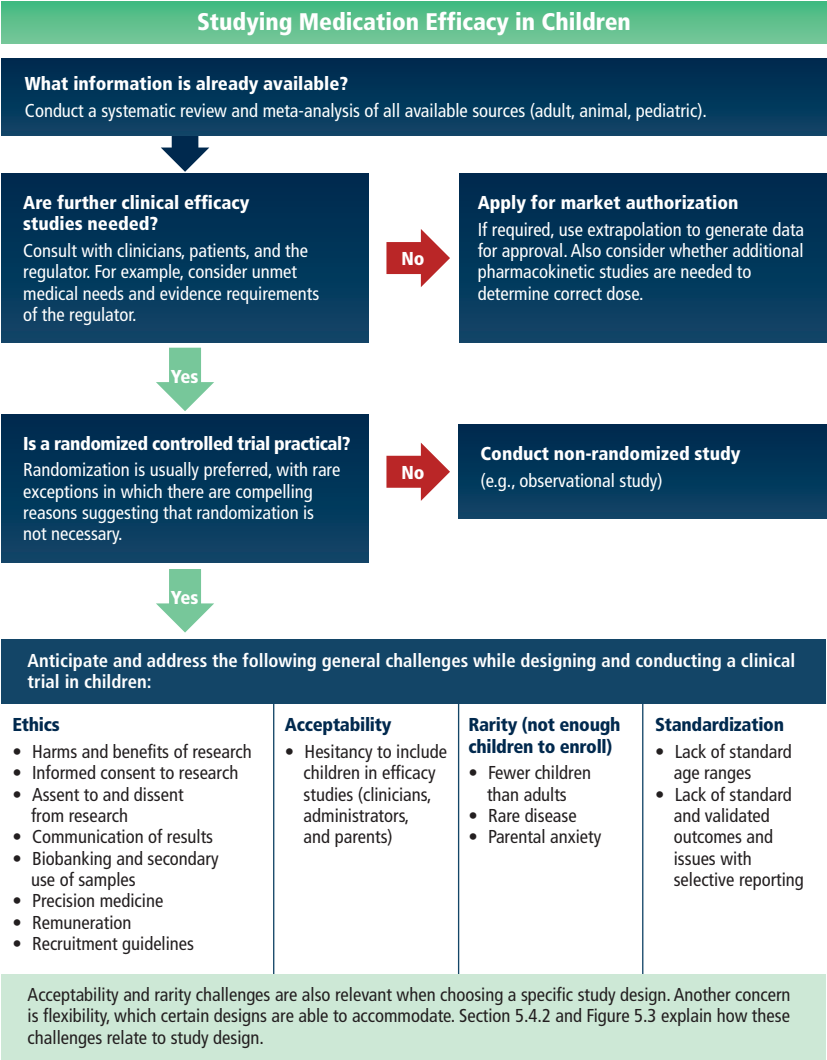 Studying Medication Efficacy in Children
What information is already available?
Conduct a systematic review and meta-analysis of all available sources (adult, animal, pediatric).
Are further clinical efficacy
studies needed?
Consult with clinicians, patients, and the
regulator. For example, consider unmet
medical needs and evidence requirements
of the regulator.
No
Apply for market authorization
If required, use extrapolation to generate data
for approval. Also consider whether additional
pharmacokinetic studies are needed to
determine correct dose.
Yes
Is a randomized controlled trial practical?
Randomization is usually preferred, with rare
exceptions in which there are compelling
reasons suggesting that randomization is
not necessary.
No
Conduct non-randomized study
(e.g., observational study)
Yes
Anticipate and address the following general challenges while designing and conducting a clinical
trial in children:
Ethics
• Harms and benefits of research
• Informed consent to research
• Assent to and dissent
from research
• Communication of results
• Biobanking and secondary
use of samples
• Precision medicine
• Remuneration
• Recruitment guidelines
Acceptability
• Hesitancy to include
children in efficacy
studies (clinicians,
administrators,
and parents)
Rarity (not enough
children to enroll)
• Fewer children
than adults
• Rare disease
• Parental anxiety
Standardization
• Lack of standard
age ranges
• Lack of standard
and validated
outcomes and
issues with
selective reporting
Acceptability and rarity challenges are also relevant when choosing a specific study design. Another concern
is flexibility, which certain designs are able to accommodate. Section 5.4.2 and Figure 5.3 explain how these
challenges relate to study design.